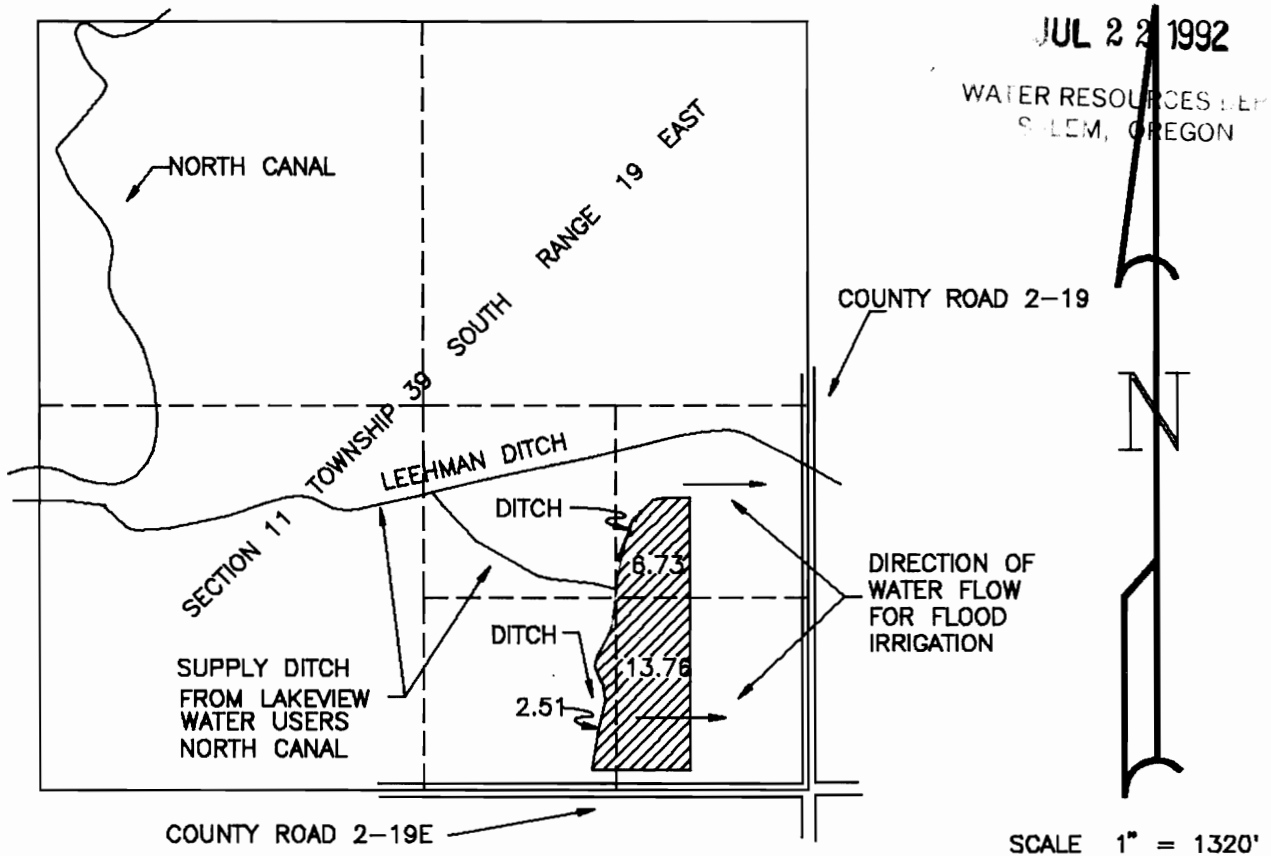 JUL 2 2 1992
WATER RESOURCES
OREGON
NORTH CANAL
SECTION 11 TOWNSHIP 39 SOUTH RANGE 19 EAST
COUNTY ROAD 2-19
N
LEEHMAN DITCH
DITCH
6.73
DIRECTION OF
WATER FLOW
FOR FLOOD
IRRIGATION
DITCH
13.76
2.51
SUPPLY DITCH
FROM LAKEVIEW
WATER USERS
NORTH CANAL
COUNTY ROAD 2-19E
SCALE 1" = 1320'